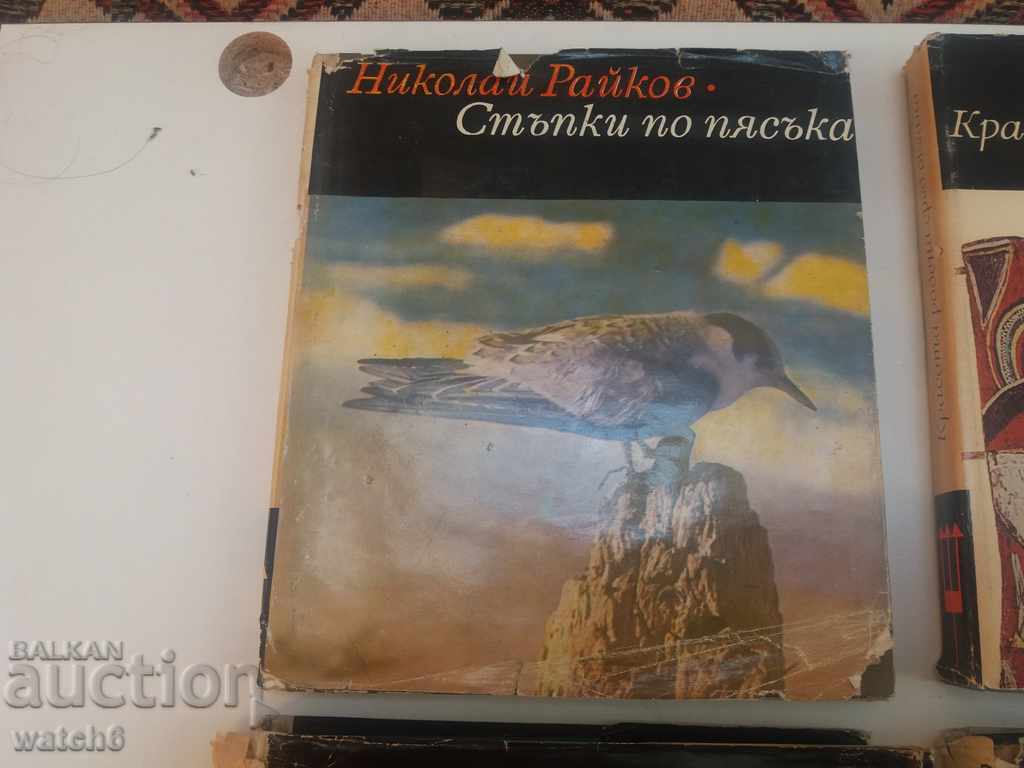 Николай Райков •
Стъпки по пясъка
Кра
BALKAN
auction
watch6